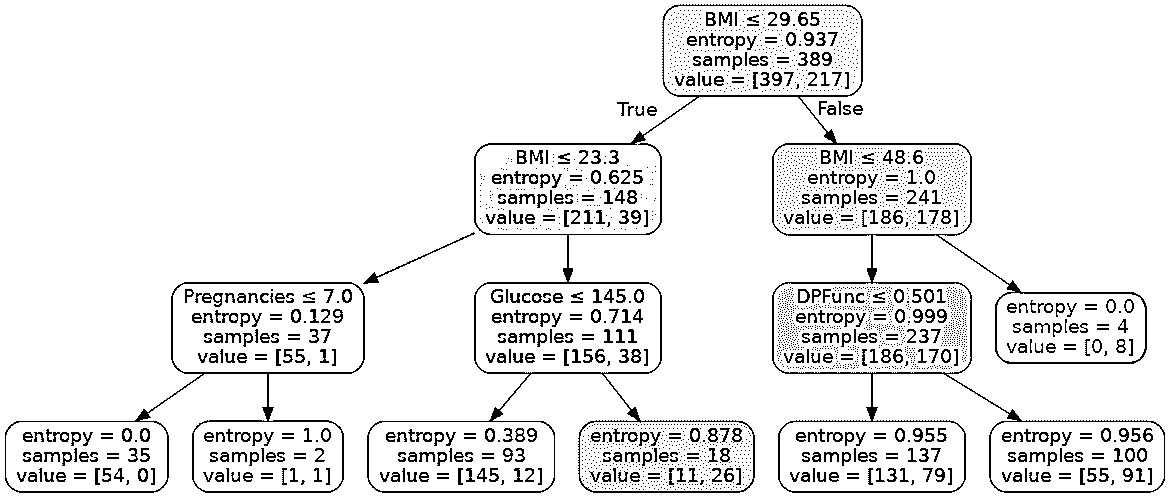 BMI ≤ 29.65
entropy = 0.937
samples = 389
value = [397, 217]
True
False
BMI ≤ 23.3
entropy = 0.625
samples = 148
value = [211, 39]
BMI ≤ 48.6
entropy = 1.0
samples = 241
value = [186, 178]
Pregnancies ≤ 7.0
entropy = 0.129
samples = 37
value = [55, 1]
Glucose ≤ 145.0
entropy = 0.714
samples = 111
value = [156, 38]
DPFunc ≤ 0.501
entropy = 0.999
samples = 237
value = [186, 170]
entropy = 0.0
samples = 4
value = [0, 8]
entropy = 0.0
samples = 35
value = [54, 0]
entropy = 1.0
samples = 2
value = [1, 1]
entropy = 0.389
samples = 93
value = [145, 12]
entropy = 0.878
samples = 18
value = [11, 26]
entropy = 0.955
samples = 137
value = [131, 79]
entropy = 0.956
samples = 100
value = [55, 91]